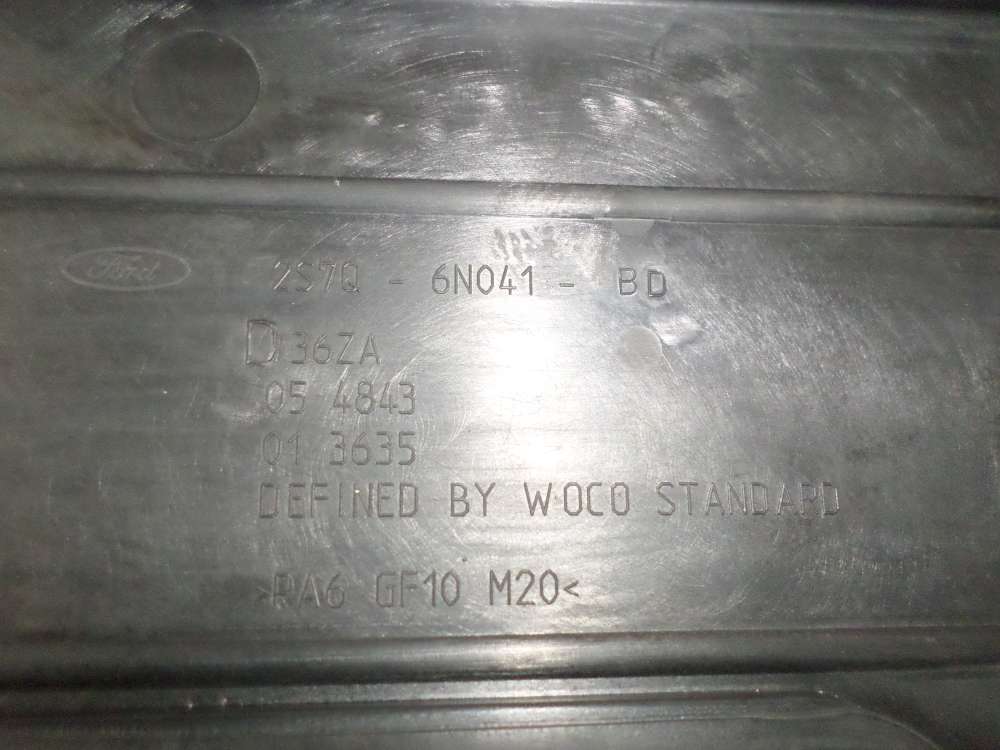 Ford 2S7Q - 6N041 - BD
D 36ZA
05 4843
01 3635
DEFINED BY WOCO STANDARD
>PA6 GF10 M20<